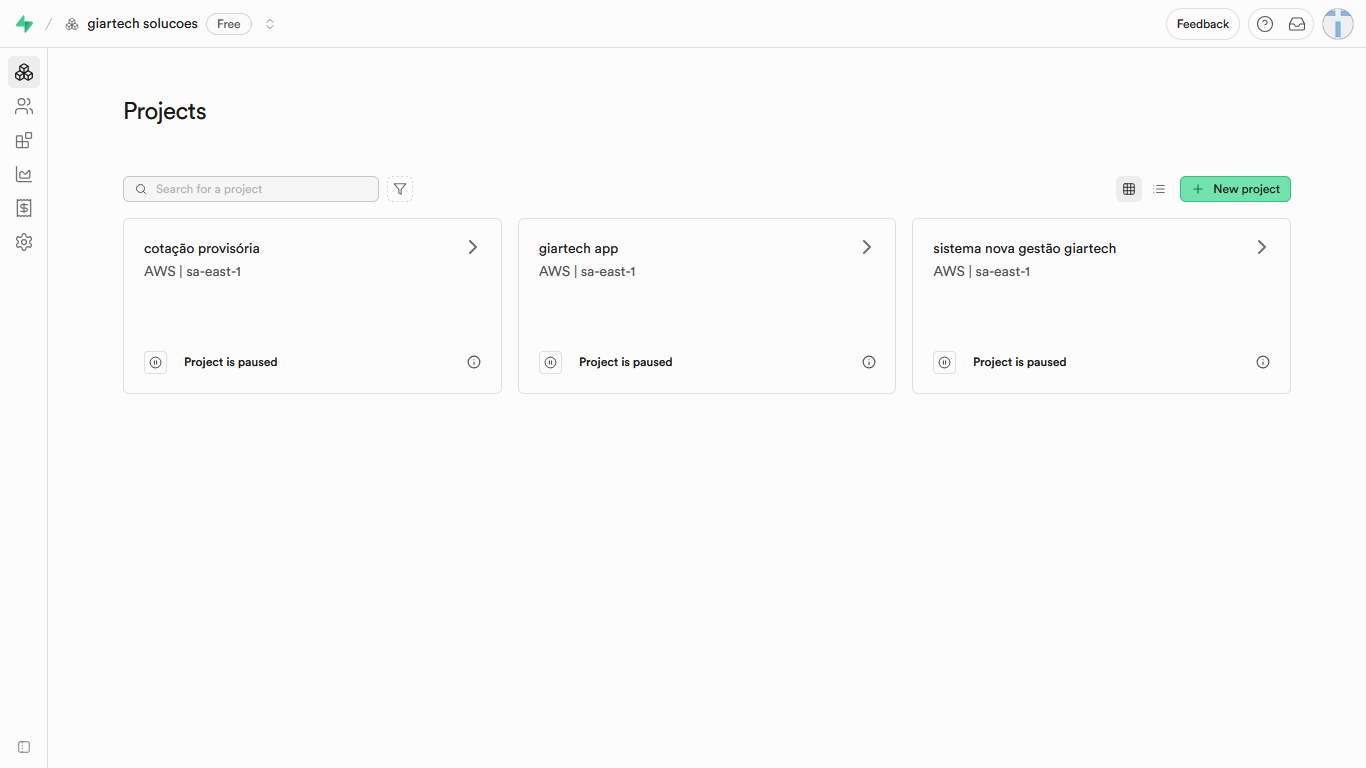 giartech solucoes Free
Feedback
Projects
Search for a project
New project
cotação provisória
AWS | sa-east-1
Project is paused
giartech app
AWS | sa-east-1
Project is paused
sistema nova gestão giartech
AWS | sa-east-1
Project is paused